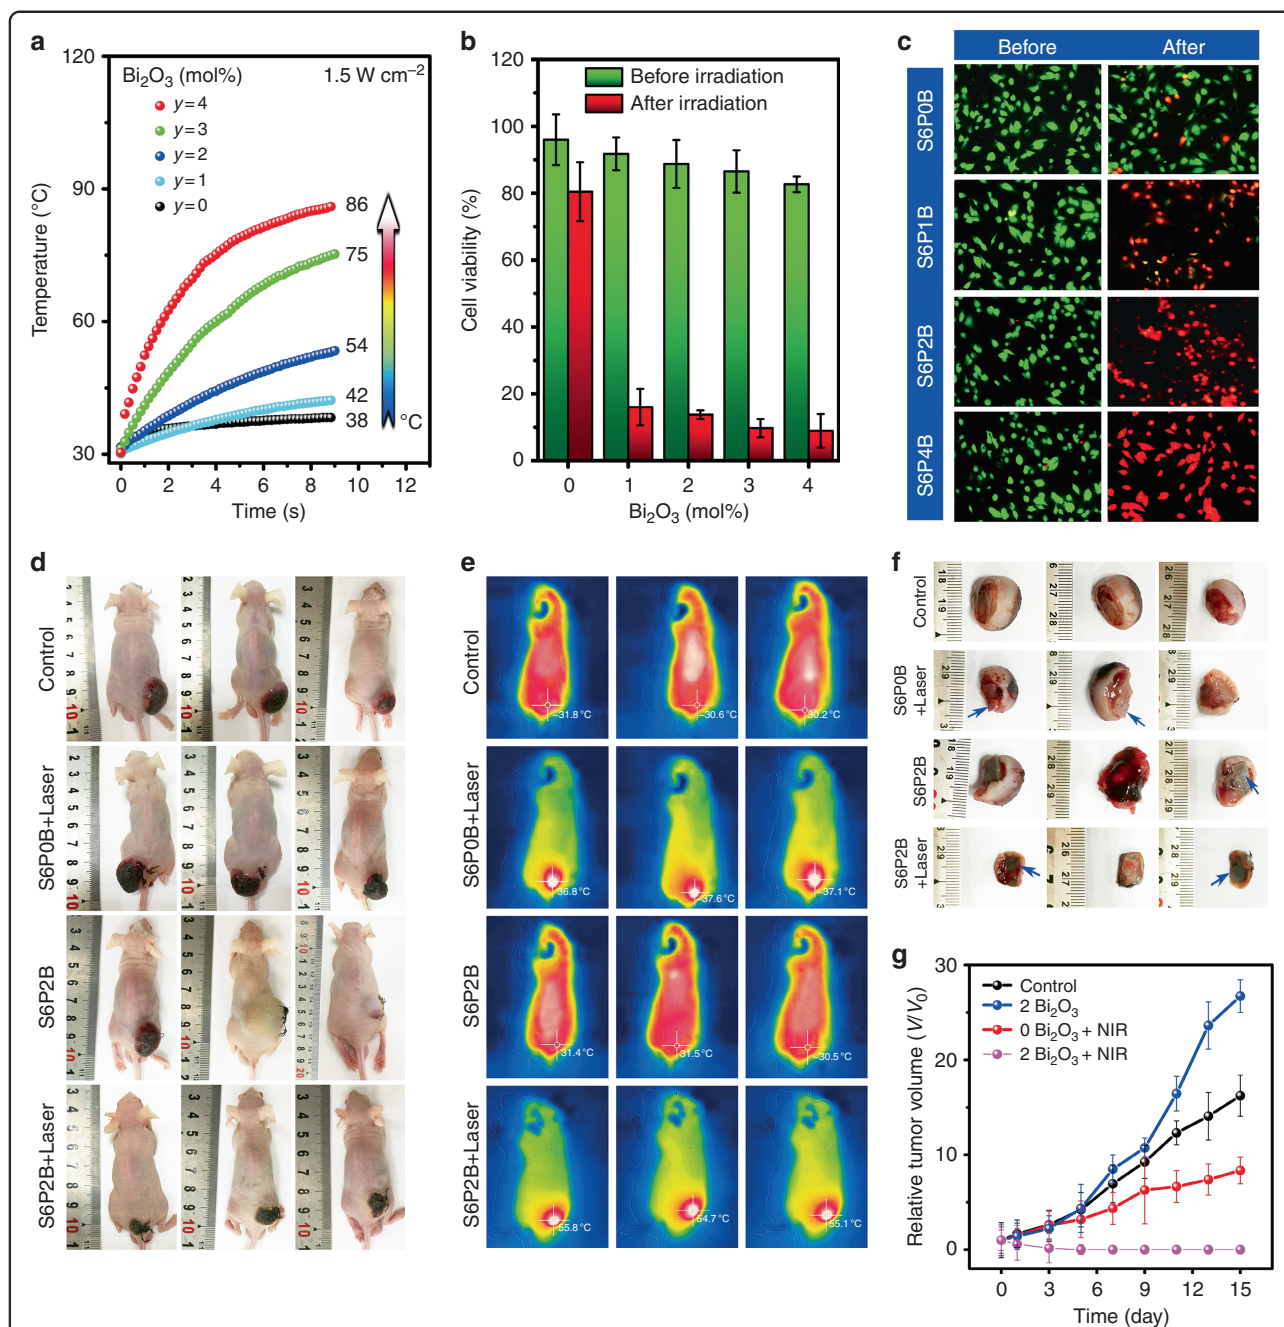 a
120
90
60
30
Temperature (°C)
Bi₂O₃ (mol%)
1.5 W cm⁻²
y = 4
y = 3
y = 2
y = 1
y = 0
86
75
54
42
38
°C
0 2 4 6 8 10 12
Time (s)
b
120
100
80
60
40
20
0
Cell viability (%)
Before irradiation
After irradiation
0 1 2 3 4
Bi₂O₃ (mol%)
c
Before After
S6P0B
S6P1B
S6P2B
S6P4B
d
Control
S6P0B+Laser
S6P2B
S6P2B+Laser
e
Control
–31.8 °C
–30.6 °C
30.2 °C
S6P0B+Laser
36.8 °C
–37.6 °C
–37.1 °C
S6P2B
31.4 °C
31.5 °C
–30.5 °C
S6P2B+Laser
55.8 °C
54.7 °C
55.1 °C
f
Control
S6P0B
+Laser
S6P2B
S6P2B
+Laser
g
30
20
10
0
Relative tumor volume (V/V₀)
Control
2 Bi₂O₃
0 Bi₂O₃ + NIR
2 Bi₂O₃ + NIR
0 3 6 9 12 15
Time (day)